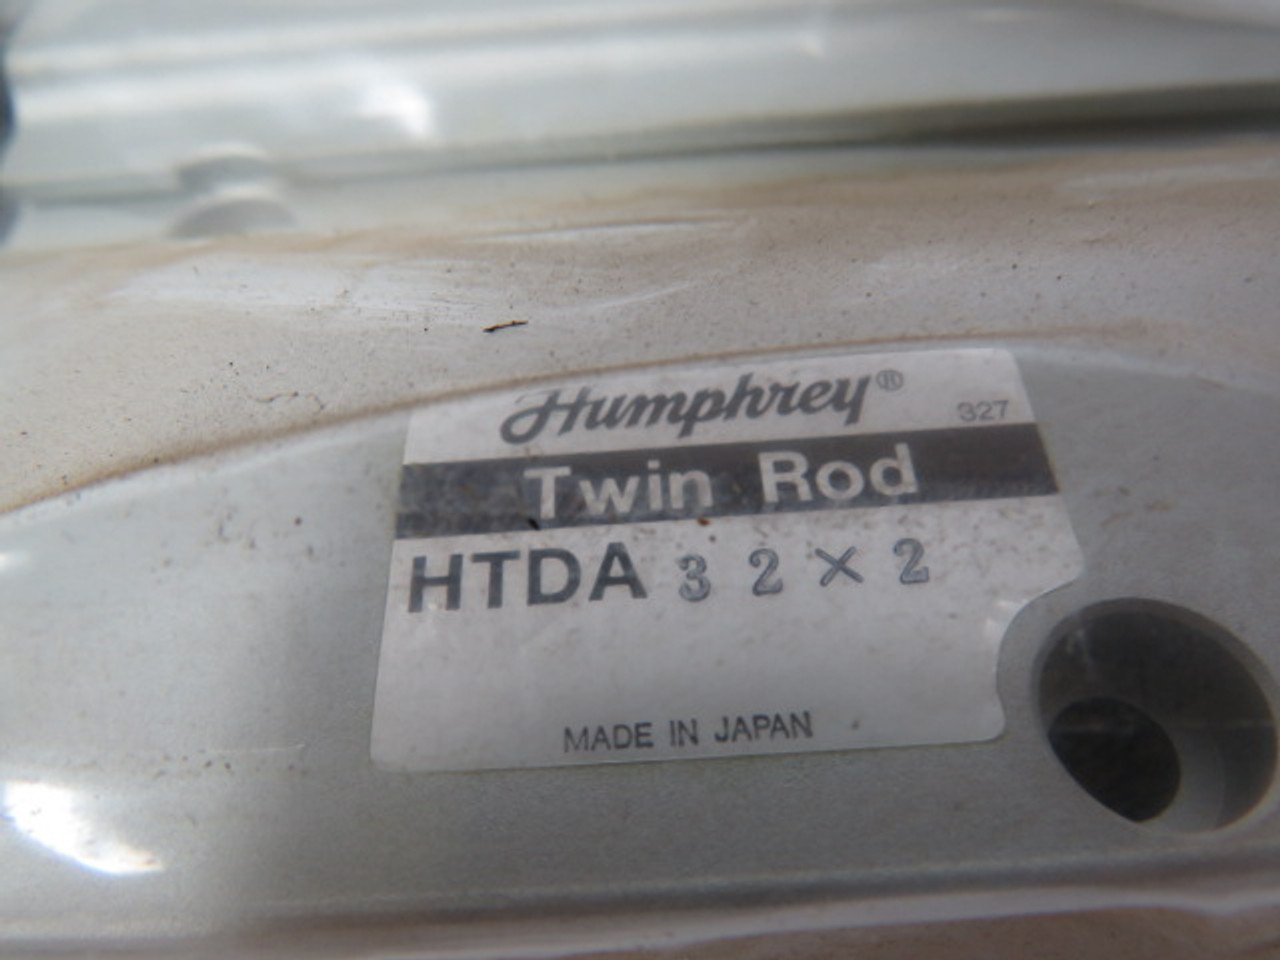 Humphrey®
327
Twin Rod
HTDA 32×2
MADE IN JAPAN